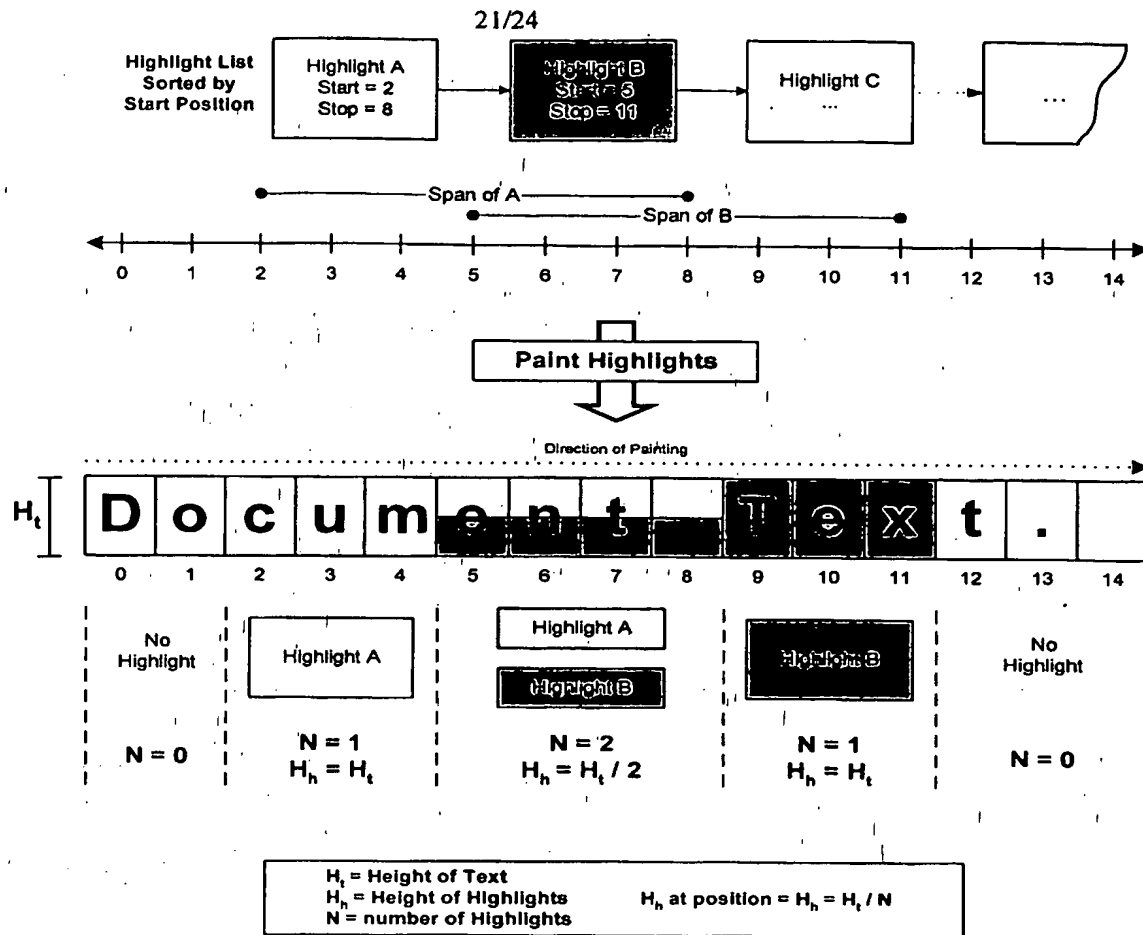 21/24
Highlight List
Sorted by
Start Position
Highlight A
Start = 2
Stop = 8
Highlight B
Start = 5
Stop = 11
Highlight C
...
...
Span of A
Span of B
0 1 2 3 4 5 6 7 8 9 10 11 12 13 14
Paint Highlights
Direction of Painting
Hₜ
D o c u m e n t T e x t .
0 1 2 3 4 5 6 7 8 9 10 11 12 13 14
No
Highlight
N = 0
Highlight A
N = 1
Hₕ = Hₜ
Highlight A
Highlight B
N = 2
Hₕ = Hₜ / 2
Highlight B
N = 1
Hₕ = Hₜ
No
Highlight
N = 0
Hₜ = Height of Text
Hₕ = Height of Highlights
N = number of Highlights
Hₕ at position = Hₕ = Hₜ / N